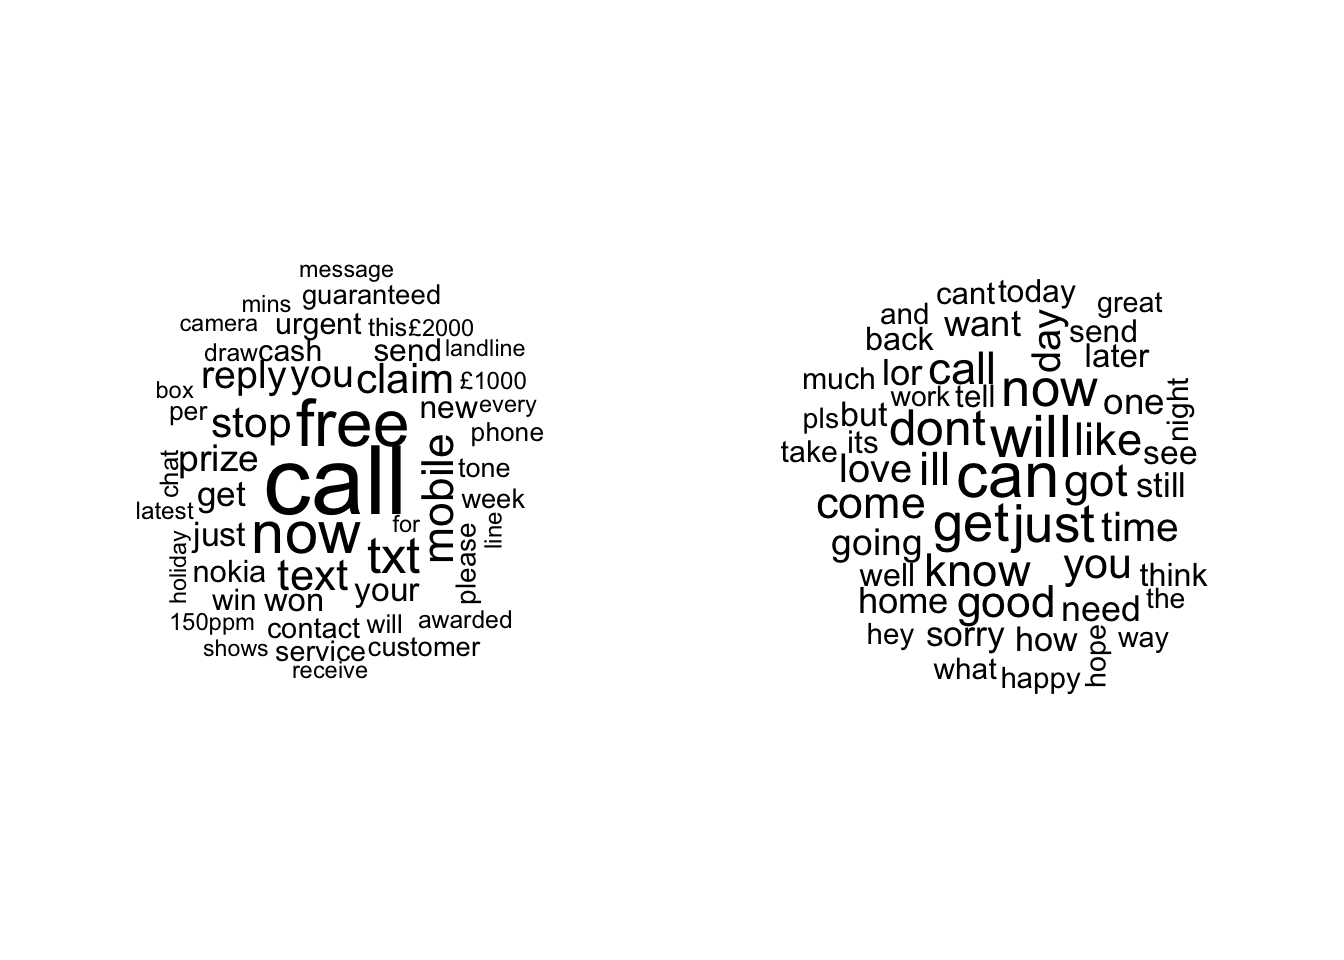 message
mins guaranteed
camera urgent this £2000
draw cash send landline
reply you claim £1000
box
per stop free new every
phone
chat prize call mobile tone
latest get week
just now for line
holiday nokia text txt please
win won your
150ppm contact will awarded
shows service customer
receive
cant today great
and want day send
back later
much lor call now one night
work tell
pls but dont will like see
take its
love ill can got still
come get just time
going
well know you think
home good need the
hey sorry how hope way
what happy